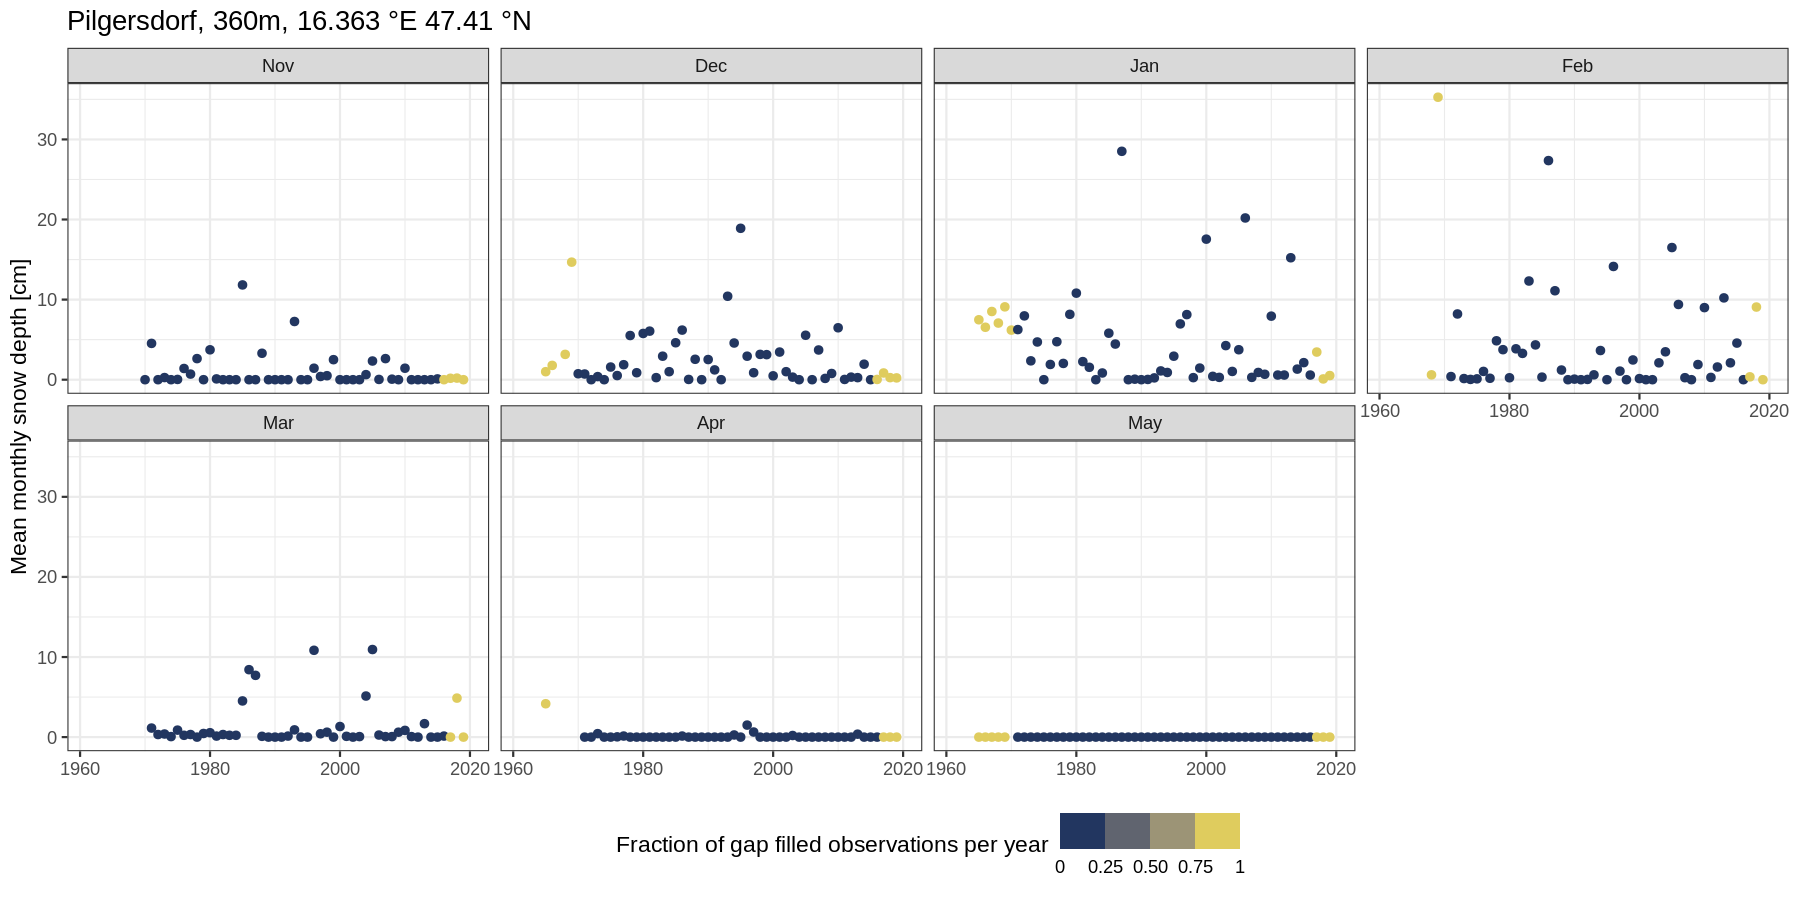 Pilgersdorf, 360m, 16.363 °E 47.41 °N
Nov
Dec
Jan
Feb
Mean monthly snow depth [cm]
30
20
10
0
1960 1980 2000 2020
Mar
Apr
May
30
20
10
0
1960 1980 2000 2020
1960 1980 2000 2020
1960 1980 2000 2020
Fraction of gap filled observations per year
0 0.25 0.50 0.75 1